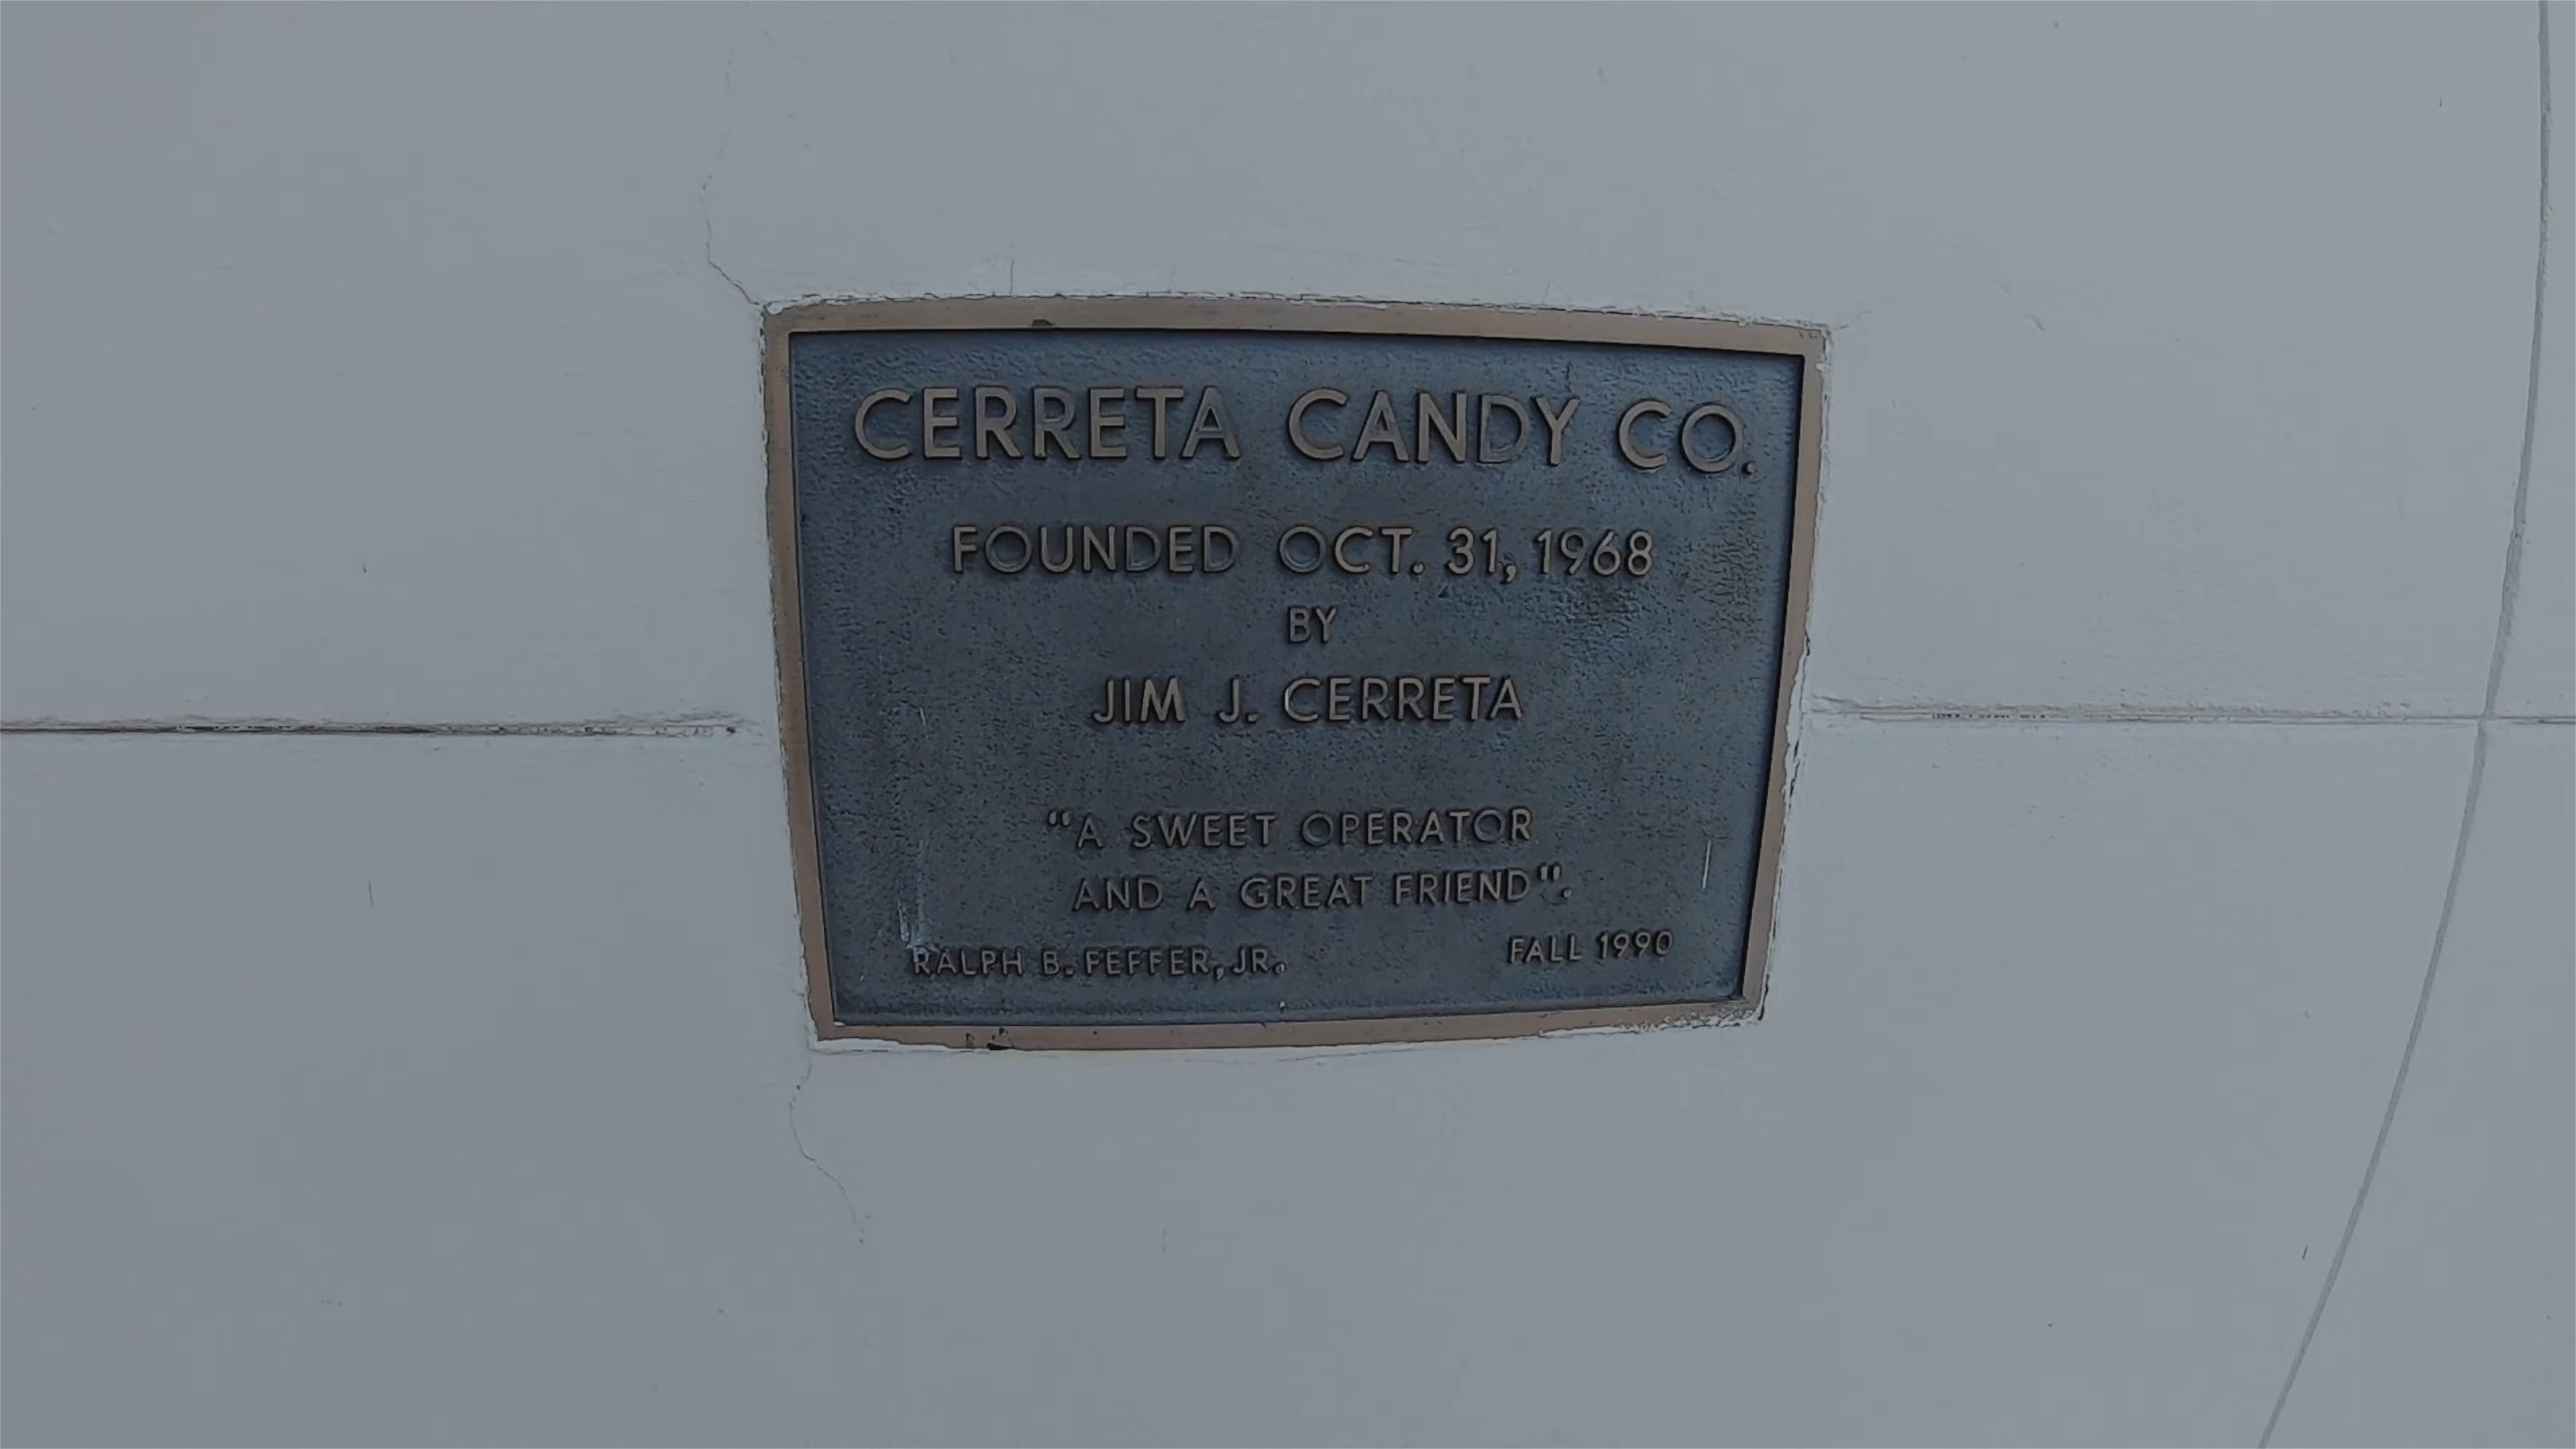 CERRETA CANDY CO.
FOUNDED OCT. 31, 1968
BY
JIM J. CERRETA
"A SWEET OPERATOR
AND A GREAT FRIEND".
RALPH B. FEFFER, JR. FALL 1990